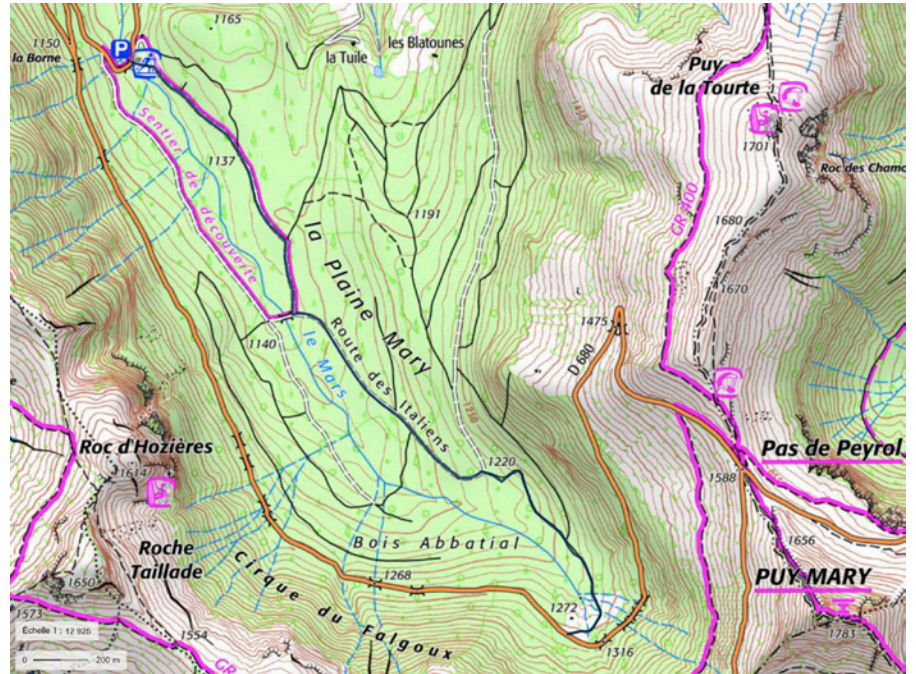 1165
les Blatounes
la Tuile
1150
la Borne
P
Puy
de la Tourte
1410
1701
Roc des Chamo
Sentier de découverte
1137
1191
GR 400
1680
1670
la Plaine Mary
Route des Italiens
1475
D 680
1140
le Mars
1350
Roc d'Hozières
1614
1220
Pas de Peyrol
1588
Bois Abbatial
Roche
Taillade
1656
1268
Cirque du Falgoux
1650
1272
PUY MARY
1573
1554
1316
1783
GR
Échelle 1 : 12 925
0 200 m